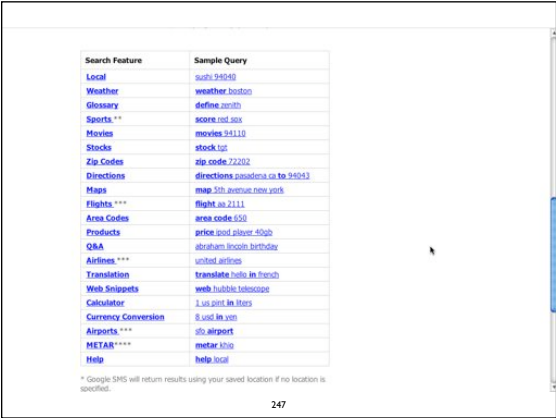 Search Feature Sample Query
Local sushi 94040
Weather weather boston
Glossary define zenith
Sports ** score red sox
Movies movies 94110
Stocks stock tgt
Zip Codes zip code 72202
Directions directions pasadena ca to 94043
Maps map 5th avenue new york
Flights *** flight aa 2111
Area Codes area code 650
Products price ipod player 40gb
Q&A abraham lincoln birthday
Airlines *** united airlines
Translation translate hello in french
Web Snippets web hubble telescope
Calculator 1 us pint in liters
Currency Conversion 8 usd in yen
Airports *** sfo airport
METAR**** metar khio
Help help local
* Google SMS will return results using your saved location if no location is
specified.
247